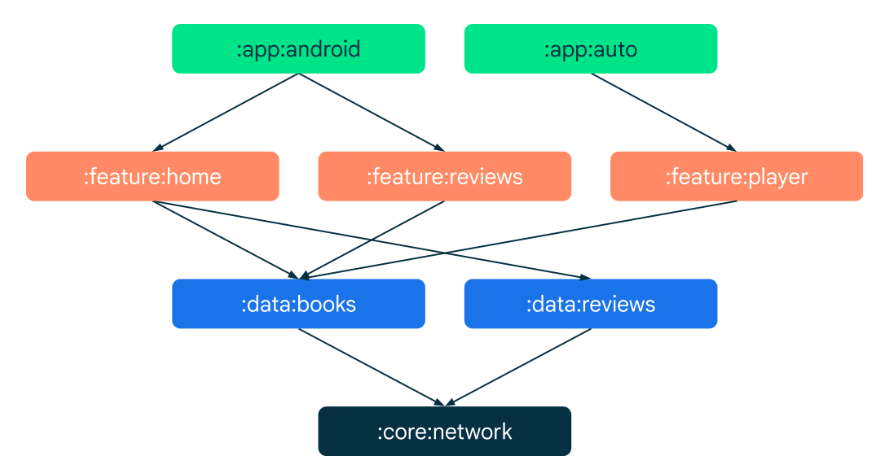 :app:android
:app:auto
:feature:home
:feature:reviews
:feature:player
:data:books
:data:reviews
:core:network